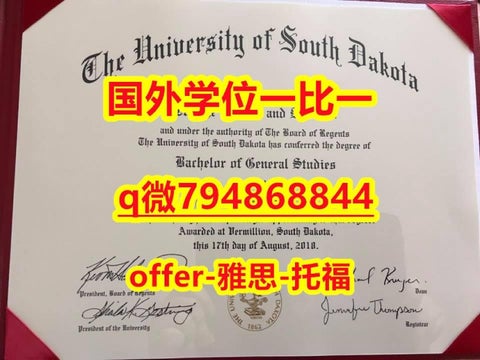 The University of South Dakota
国外学位一比一
and
and under the authority of The Board of Regents
The University of South Dakota has conferred the degree of
Bachelor of General Studies
q微794868844
Awarded at Vermillion, South Dakota,
this 17th day of August, 2018.
offer-雅思-托福
President, Board of Regents
Dean
President of the University
Registrar
1862